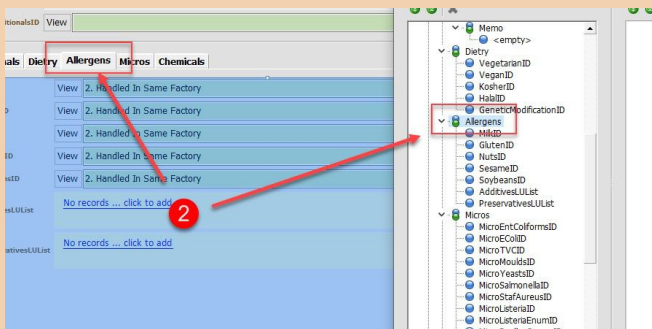 itionalsID View
als Dietry Allergens Micros Chemicals
View 2. Handled In Same Factory
View 2. Handled In Same Factory
View 2. Handled In Same Factory
ID View 2. Handled In Same Factory
nsID View 2. Handled In Same Factory
esLUList No records ... click to add
2
vativesLUList No records ... click to add
Memo
<empty>
Dietry
VegetarianID
VeganID
KosherID
HalalID
GeneticModificationID
Allergens
MilkID
GlutenID
NutsID
SesameID
SoybeansID
AdditivesLUList
PreservativesLUList
Micros
MicroEntColiformsID
MicroEColiID
MicroTVCID
MicroMouldsID
MicroYeastsID
MicroSalmonellaID
MicroStafAureusID
MicroListeriaID
MicroListeriaEnumID